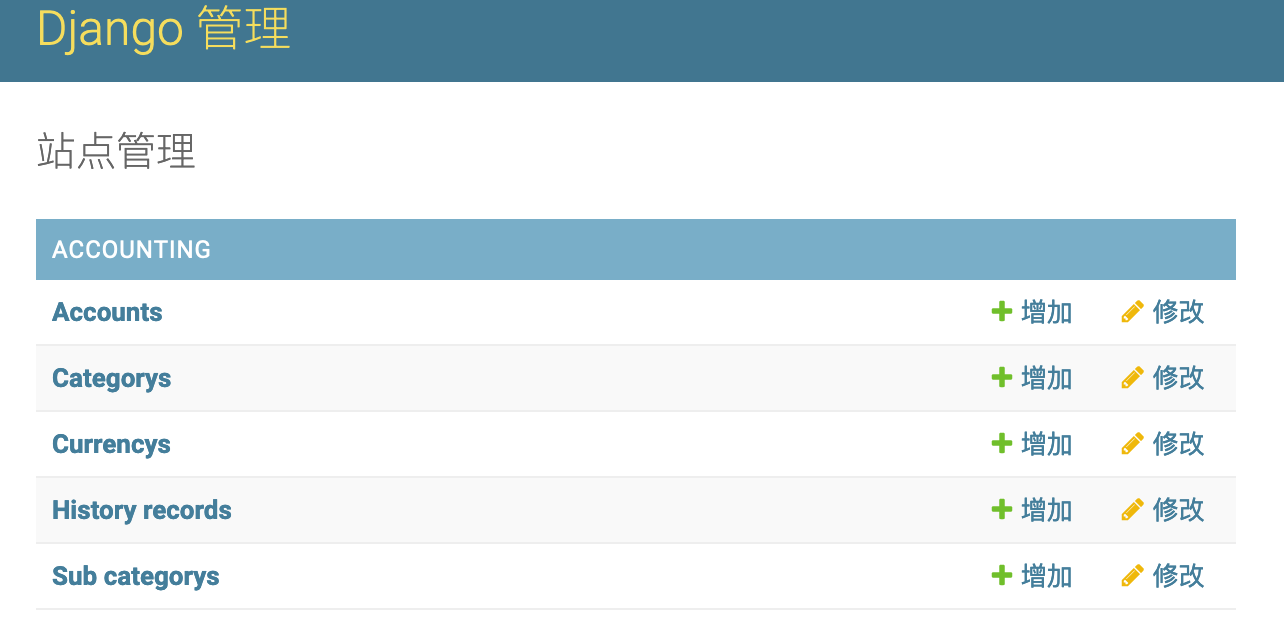 Django 管理
站点管理
ACCOUNTING
Accounts 增加 修改
Categorys 增加 修改
Currencys 增加 修改
History records 增加 修改
Sub categorys 增加 修改